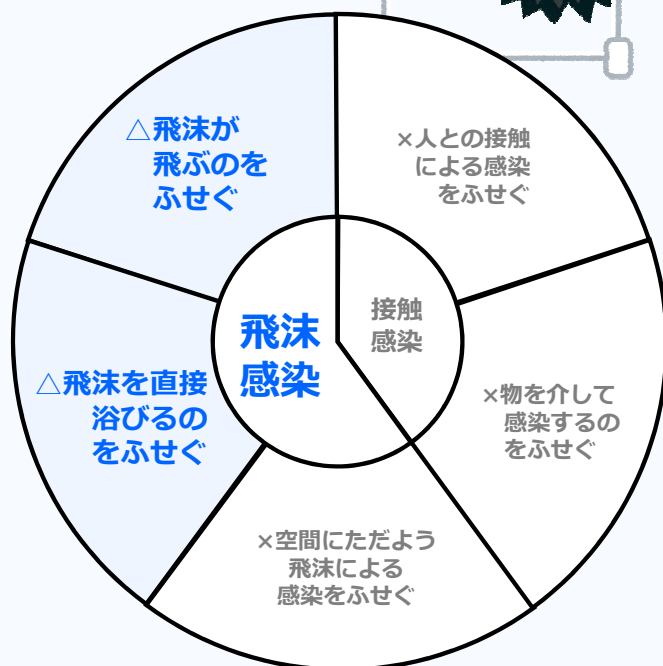 △飛沫が
飛ぶのを
ふせぐ
×人との接触
による感染
をふせぐ
飛沫
感染
接触
感染
△飛沫を直接
浴びるの
をふせぐ
×物を介して
感染するの
をふせぐ
×空間にただよう
飛沫による
感染をふせぐ